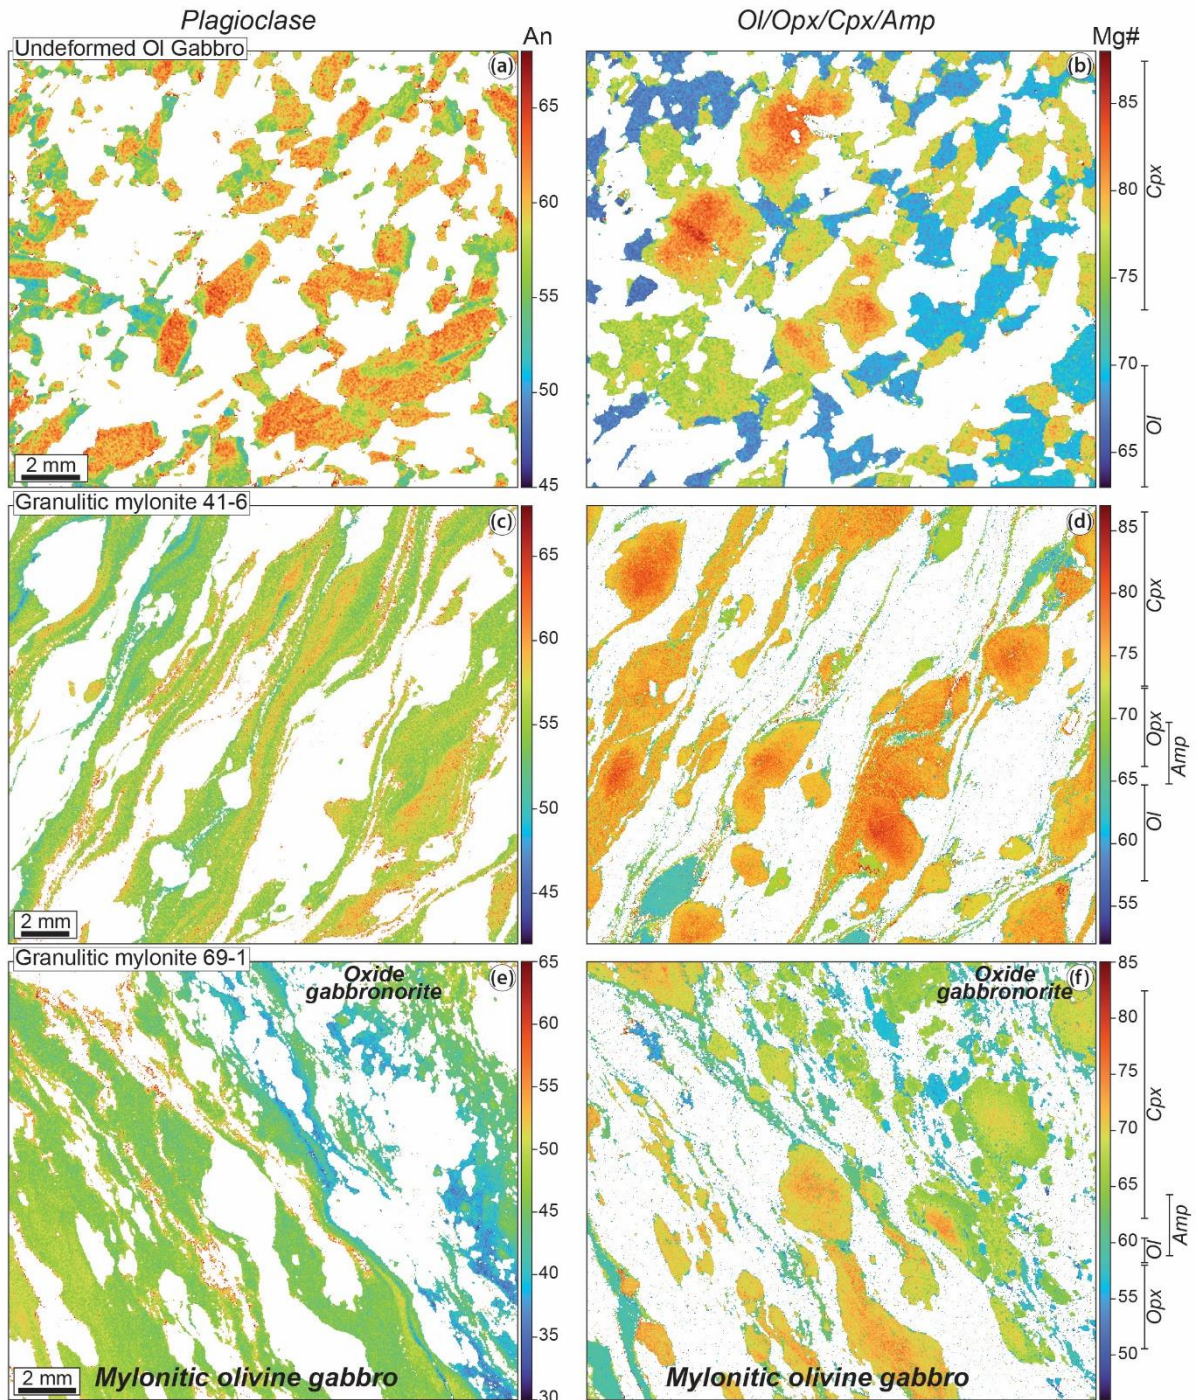 Plagioclase
Ol/Opx/Cpx/Amp
Undeformed Ol Gabbro
An
Mg#
(a)
(b)
65
60
55
50
45
85
80
75
70
65
Cpx
Ol
2 mm
Granulitic mylonite 41-6
(c)
(d)
65
60
55
50
45
85
80
75
70
65
60
55
Cpx
Opx
Amp
Ol
2 mm
Granulitic mylonite 69-1
Oxide
gabbronorite
(e)
Oxide
gabbronorite
(f)
65
60
55
50
45
40
35
30
85
80
75
70
65
60
55
50
Cpx
Amp
Ol
Opx
2 mm
Mylonitic olivine gabbro
Mylonitic olivine gabbro